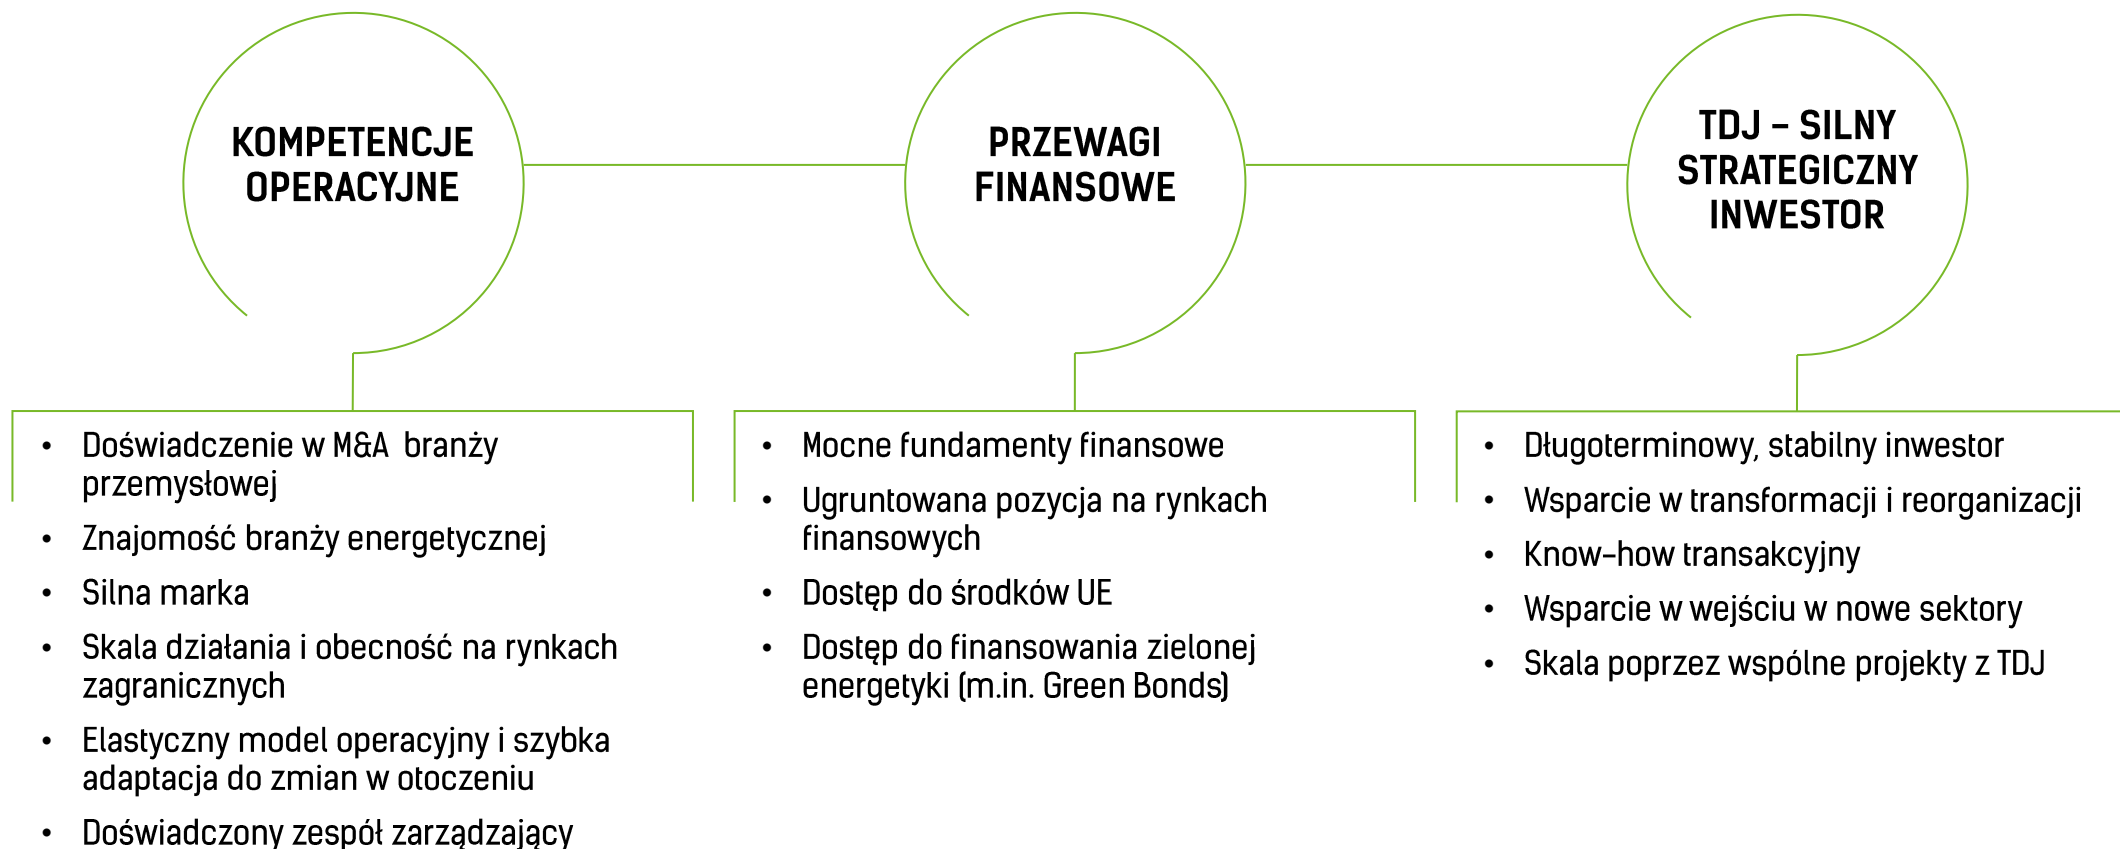 KOMPETENCJE
OPERACYJNE
PRZEWAGI
FINANSOWE
TDJ – SILNY
STRATEGICZNY
INWESTOR
• Doświadczenie w M&A branży
przemysłowej
• Znajomość branży energetycznej
• Silna marka
• Skala działania i obecność na rynkach
zagranicznych
• Elastyczny model operacyjny i szybka
adaptacja do zmian w otoczeniu
• Doświadczony zespół zarządzający
• Mocne fundamenty finansowe
• Ugruntowana pozycja na rynkach
finansowych
• Dostęp do środków UE
• Dostęp do finansowania zielonej
energetyki (m.in. Green Bonds)
• Długoterminowy, stabilny inwestor
• Wsparcie w transformacji i reorganizacji
• Know-how transakcyjny
• Wsparcie w wejściu w nowe sektory
• Skala poprzez wspólne projekty z TDJ